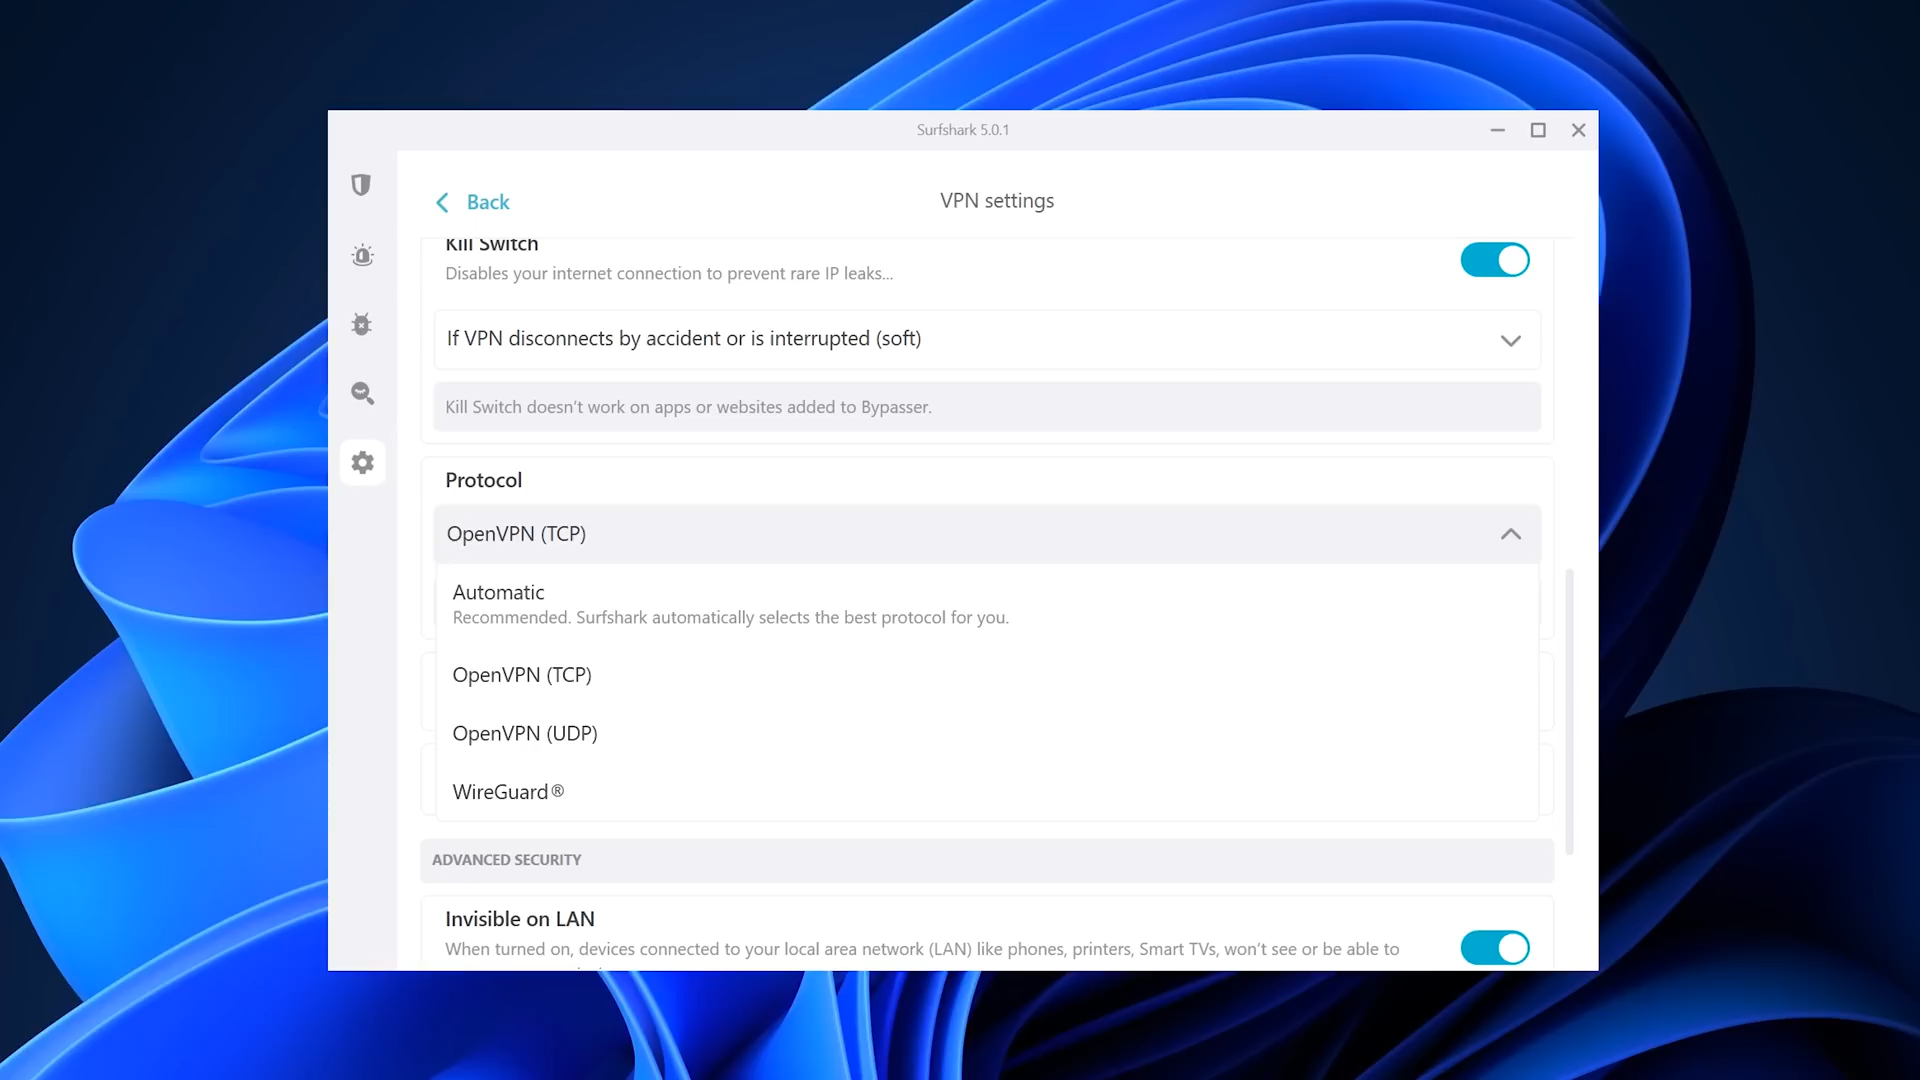 Surfshark 5.0.1
Back
VPN settings
Kill Switch
Disables your internet connection to prevent rare IP leaks...
If VPN disconnects by accident or is interrupted (soft)
Kill Switch doesn't work on apps or websites added to Bypasser.
Protocol
OpenVPN (TCP)
Automatic
Recommended. Surfshark automatically selects the best protocol for you.
OpenVPN (TCP)
OpenVPN (UDP)
WireGuard®
ADVANCED SECURITY
Invisible on LAN
When turned on, devices connected to your local area network (LAN) like phones, printers, Smart TVs, won't see or be able to